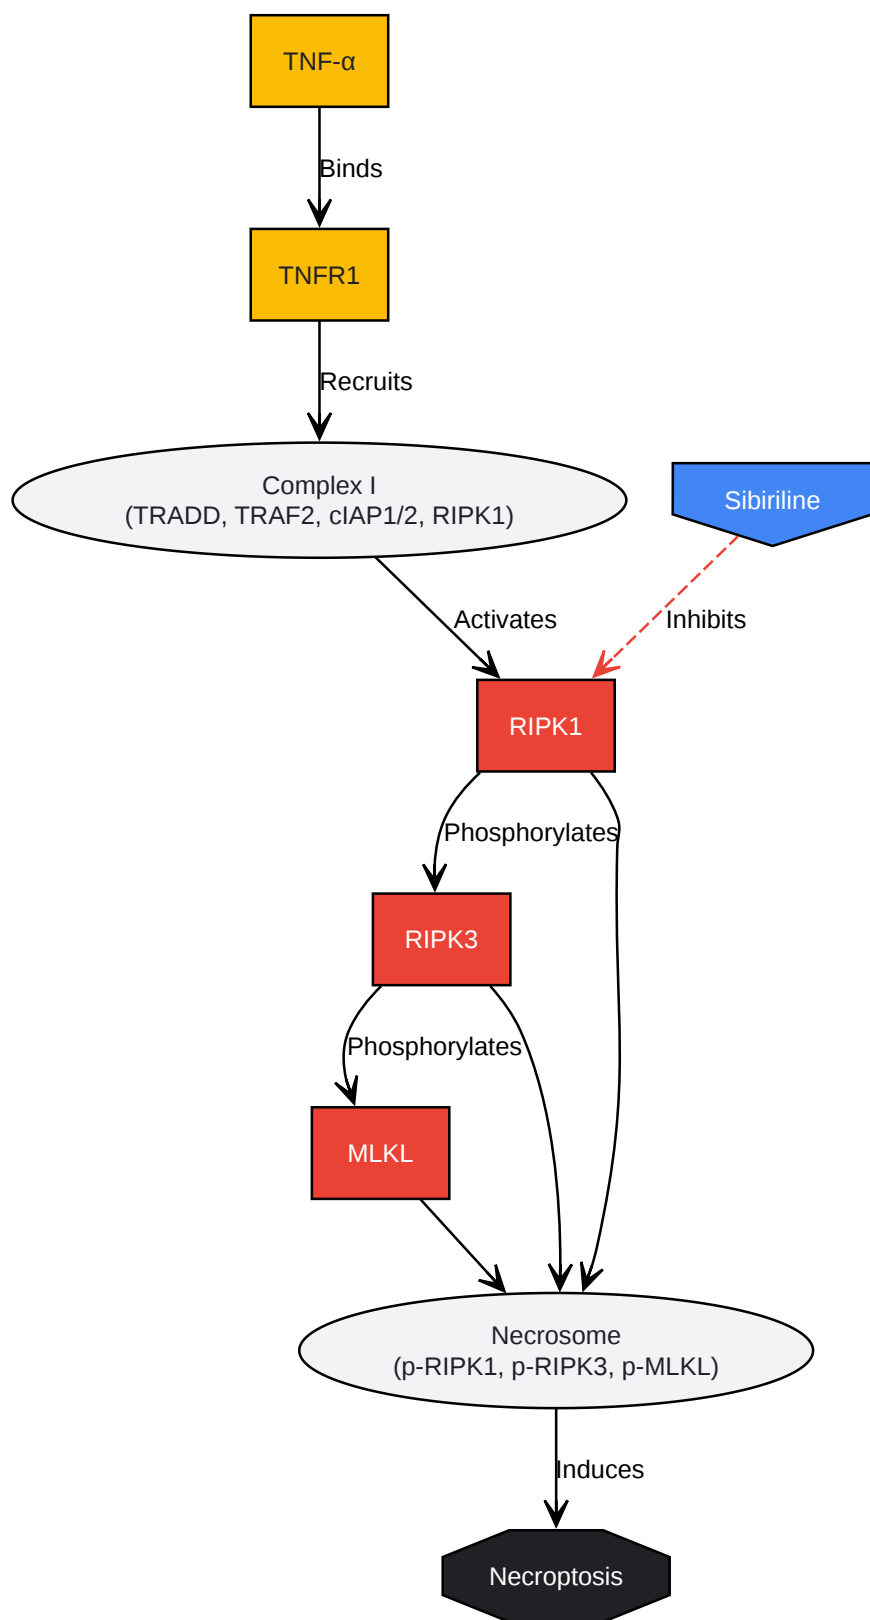 TNF-α
Binds
TNFR1
Recruits
Complex I
(TRADD, TRAF2, cIAP1/2, RIPK1)
Sibiriline
Activates
Inhibits
RIPK1
Phosphorylates
RIPK3
Phosphorylates
MLKL
Necrosome
(p-RIPK1, p-RIPK3, p-MLKL)
Induces
Necroptosis